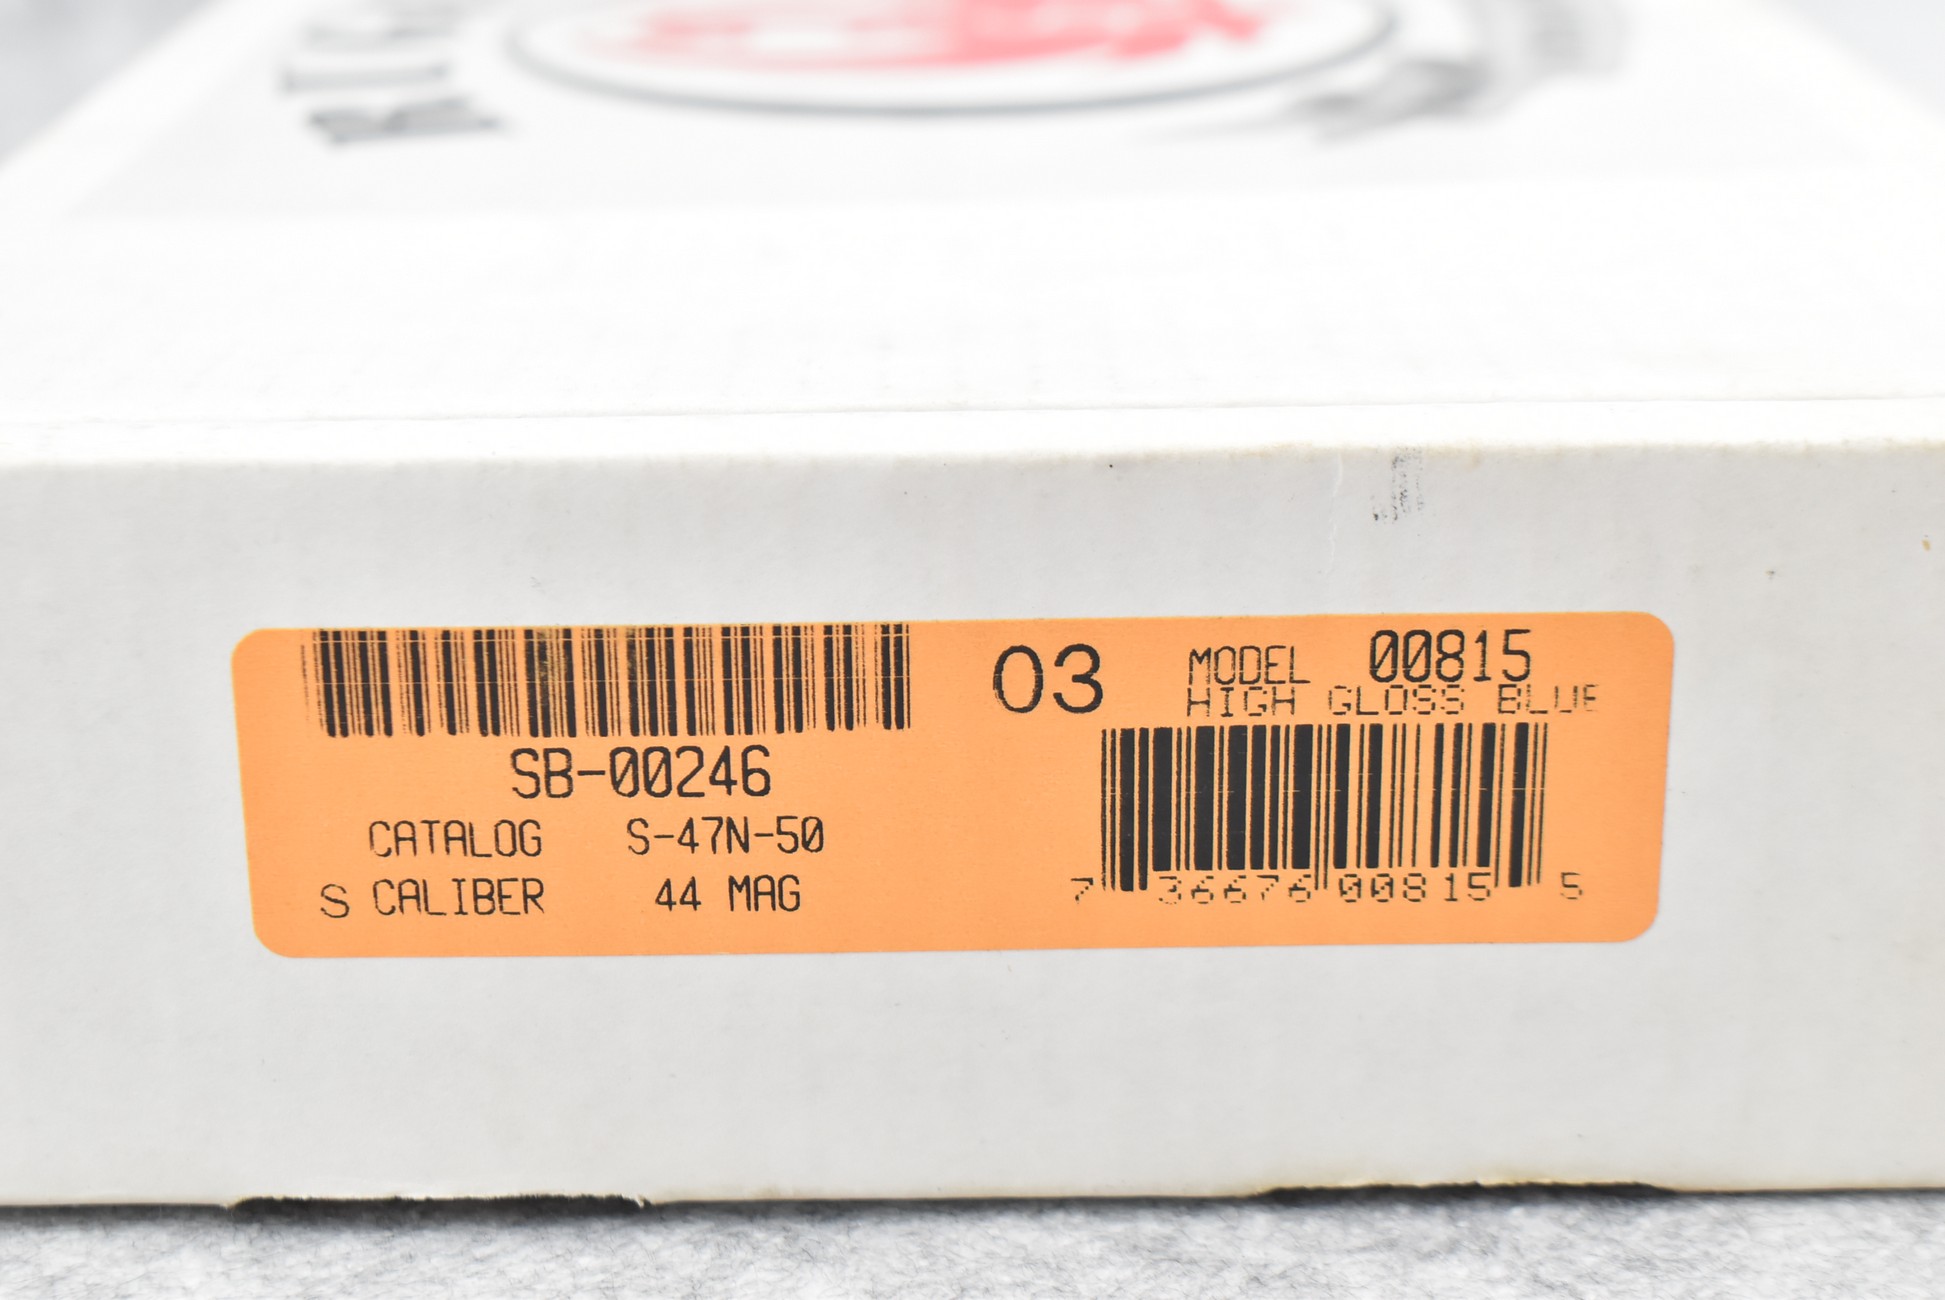 SB-00246
CATALOG S-47N-50
S CALIBER 44 MAG
03
MODEL 00815
HIGH GLOSS BLUE
7 36676 00815 5